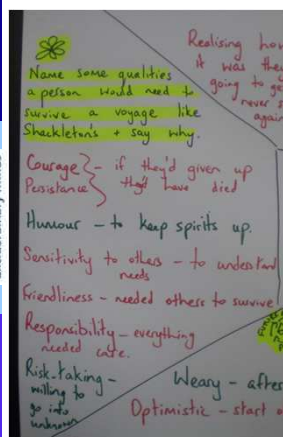 Name some qualities
a person would need to
survive a voyage like
Shackleton's + say why.
Courage } - if they'd given up
Persistance they'd have died
Humour - to keep spirits up.
Sensitivity to others - to understand
needs
Friendliness - needed others to survive
Responsibility - everything
needed care.
Risk-taking -
willing to
go into
unknown
Realising how
it was they
going to ge
never s
again
Weary - after
Optimistic - start o